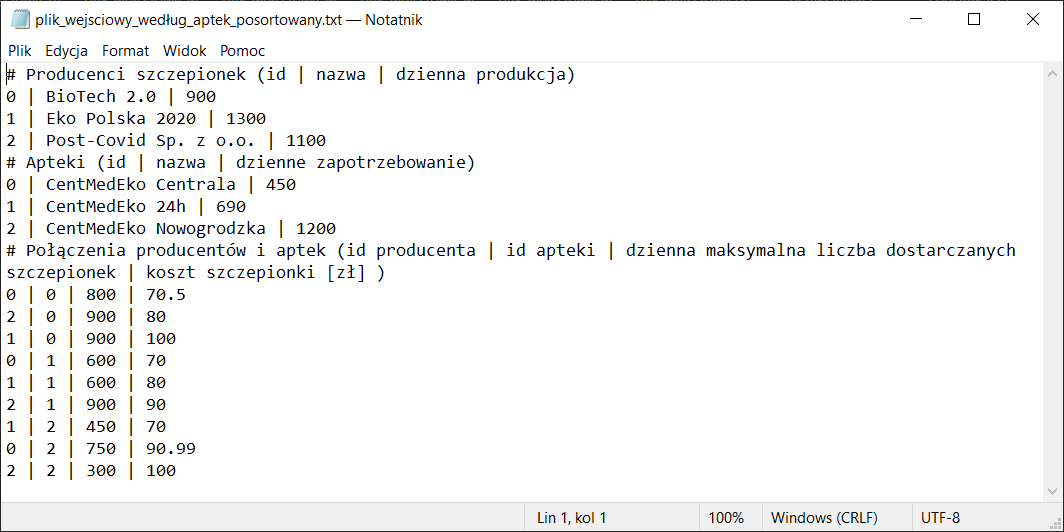 plik_wejsciowy_według_aptek_posortowany.txt — Notatnik
Plik Edycja Format Widok Pomoc
# Producenci szczepionek (id | nazwa | dzienna produkcja)
0 | BioTech 2.0 | 900
1 | Eko Polska 2020 | 1300
2 | Post-Covid Sp. z o.o. | 1100
# Apteki (id | nazwa | dzienne zapotrzebowanie)
0 | CentMedEko Centrala | 450
1 | CentMedEko 24h | 690
2 | CentMedEko Nowogrodzka | 1200
# Połączenia producentów i aptek (id producenta | id apteki | dzienna maksymalna liczba dostarczanych
szczepionek | koszt szczepionki [zł] )
0 | 0 | 800 | 70.5
2 | 0 | 900 | 80
1 | 0 | 900 | 100
0 | 1 | 600 | 70
1 | 1 | 600 | 80
2 | 1 | 900 | 90
1 | 2 | 450 | 70
0 | 2 | 750 | 90.99
2 | 2 | 300 | 100
Lin 1, kol 1 100% Windows (CRLF) UTF-8